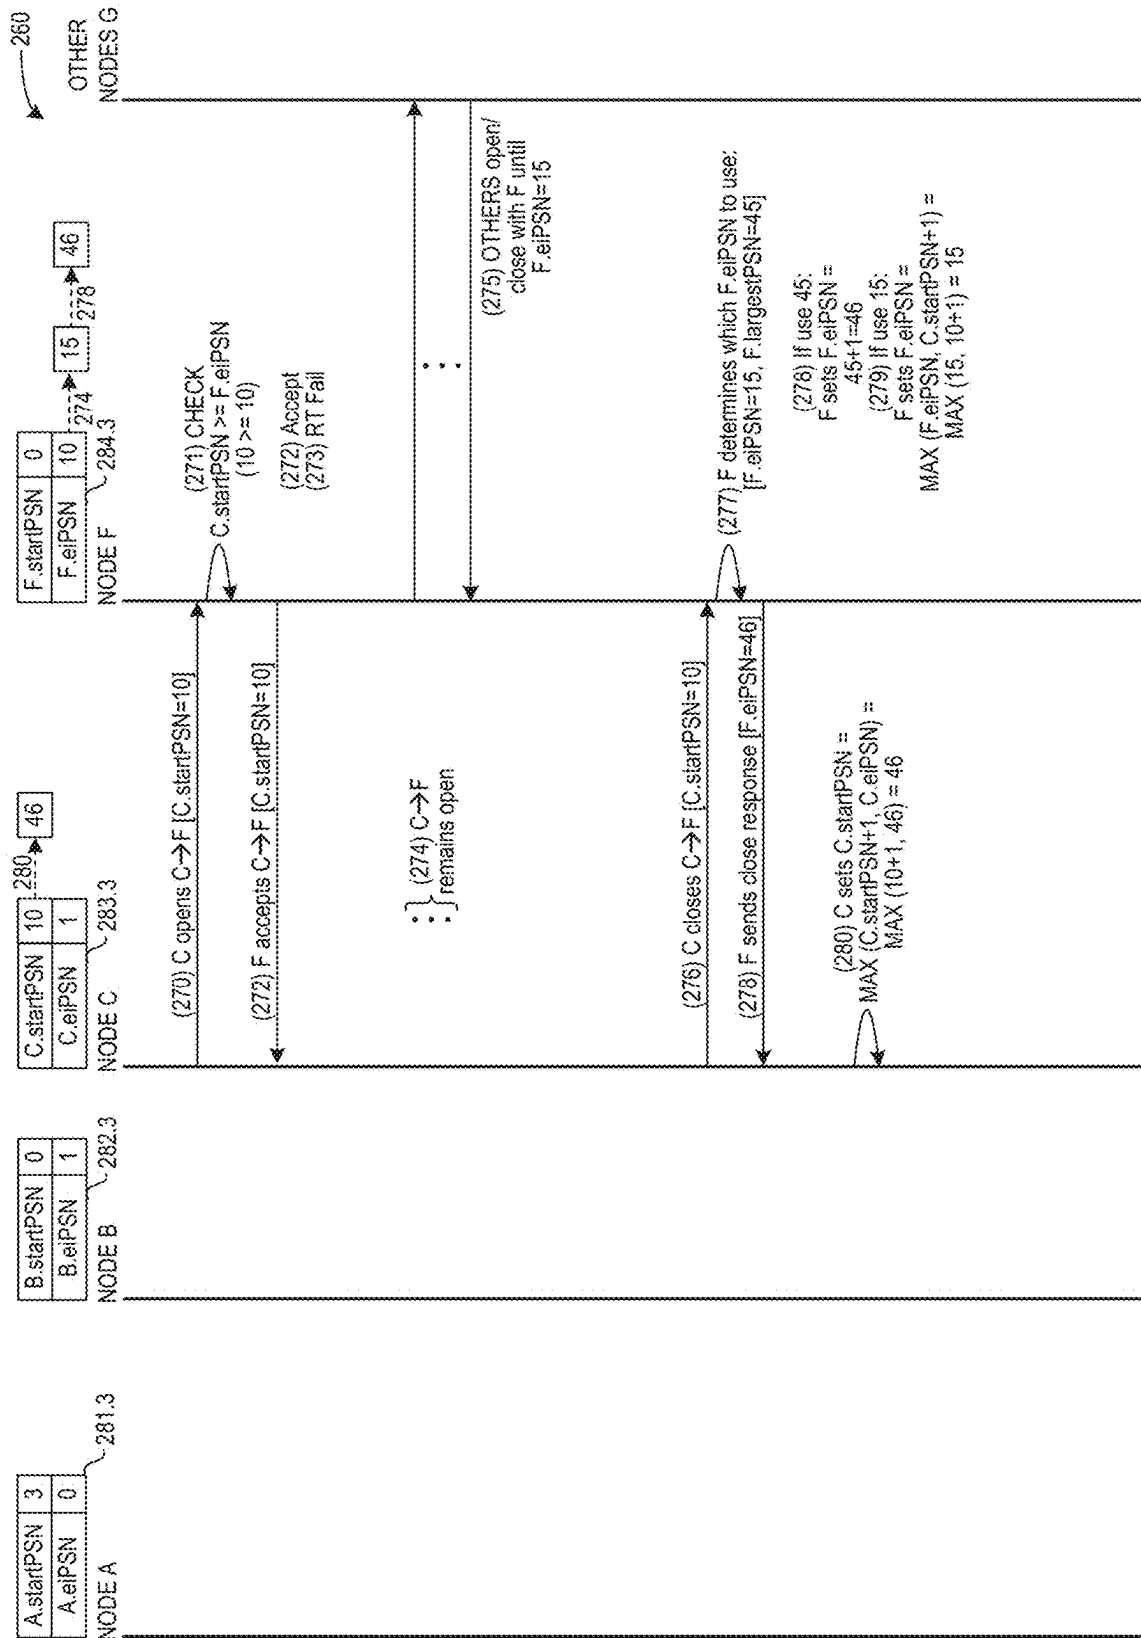 260
A.startPSN 3
A.eiPSN 0
281.3
NODE A
B.startPSN 0
B.eiPSN 1
282.3
NODE B
C.startPSN 10
280
46
C.eiPSN 1
283.3
NODE C
F.startPSN 0
F.eiPSN 10
274
15
278
46
284.3
NODE F
OTHER
NODES G
(270) C opens C→F [C.startPSN=10]
(271) CHECK
C.startPSN >= F.eiPSN
(10 >= 10)
(272) F accepts C→F [C.startPSN=10]
(272) Accept
(273) RT Fail
(274) C→F
remains open
(275) OTHERS open/
close with F until
F.eiPSN=15
(276) C closes C→F [C.startPSN=10]
(277) F determines which F.eiPSN to use:
[F.eiPSN=15, F.largestPSN=45]
(278) F sends close response [F.eiPSN=46]
(278) If use 45:
F sets F.eiPSN =
45+1=46
(279) If use 15:
F sets F.eiPSN =
MAX (F.eiPSN, C.startPSN+1) =
MAX (15, 10+1) = 15
(280) C sets C.startPSN =
MAX (C.startPSN+1, C.eiPSN) =
MAX (10+1, 46) = 46